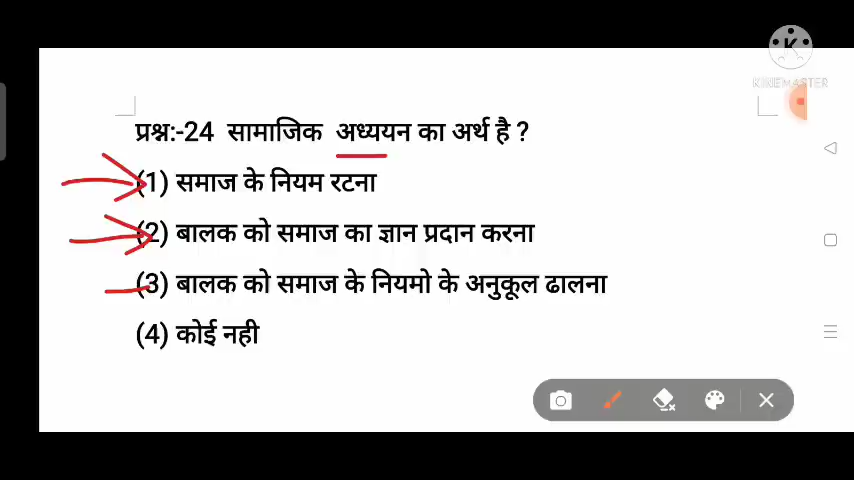 K
KINEMASTER
प्रश्न:-24 सामाजिक अध्ययन का अर्थ है ?
(1) समाज के नियम रटना
(2) बालक को समाज का ज्ञान प्रदान करना
(3) बालक को समाज के नियमो के अनुकूल ढालना
(4) कोई नही